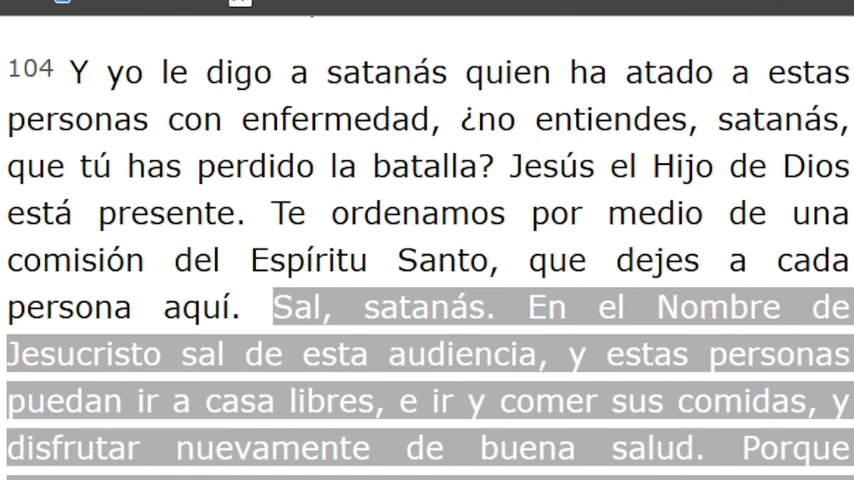 104 Y yo le digo a satanás quien ha atado a estas
personas con enfermedad, ¿no entiendes, satanás,
que tú has perdido la batalla? Jesús el Hijo de Dios
está presente. Te ordenamos por medio de una
comisión del Espíritu Santo, que dejes a cada
persona aquí. Sal, satanás. En el Nombre de
Jesucristo sal de esta audiencia, y estas personas
puedan ir a casa libres, e ir y comer sus comidas, y
disfrutar nuevamente de buena salud. Porque